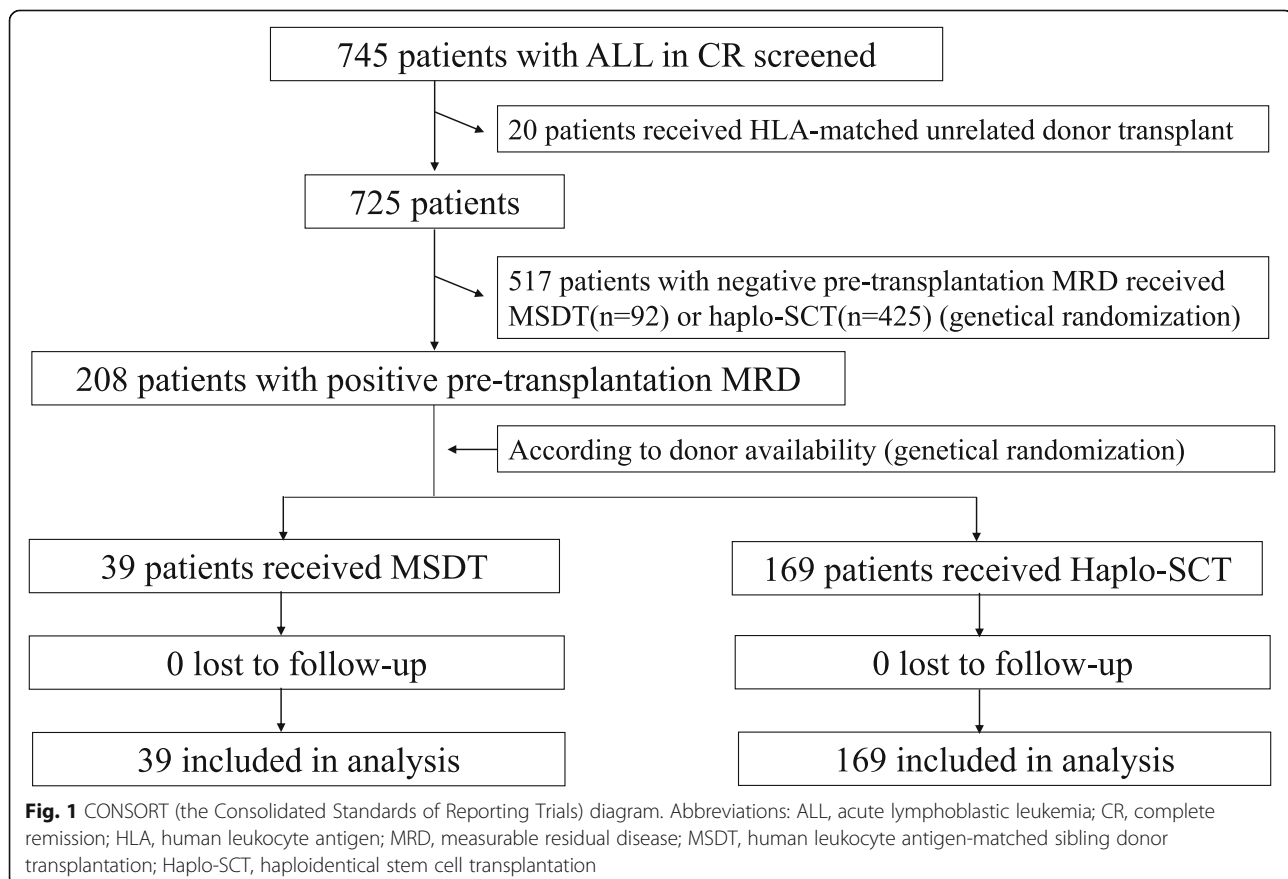 745 patients with ALL in CR screened
20 patients received HLA-matched unrelated donor transplant
725 patients
517 patients with negative pre-transplantation MRD received
MSDT(n=92) or haplo-SCT(n=425) (genetical randomization)
208 patients with positive pre-transplantation MRD
According to donor availability (genetical randomization)
39 patients received MSDT
169 patients received Haplo-SCT
0 lost to follow-up
0 lost to follow-up
39 included in analysis
169 included in analysis
Fig. 1 CONSORT (the Consolidated Standards of Reporting Trials) diagram. Abbreviations: ALL, acute lymphoblastic leukemia; CR, complete
remission; HLA, human leukocyte antigen; MRD, measurable residual disease; MSDT, human leukocyte antigen-matched sibling donor
transplantation; Haplo-SCT, haploidentical stem cell transplantation